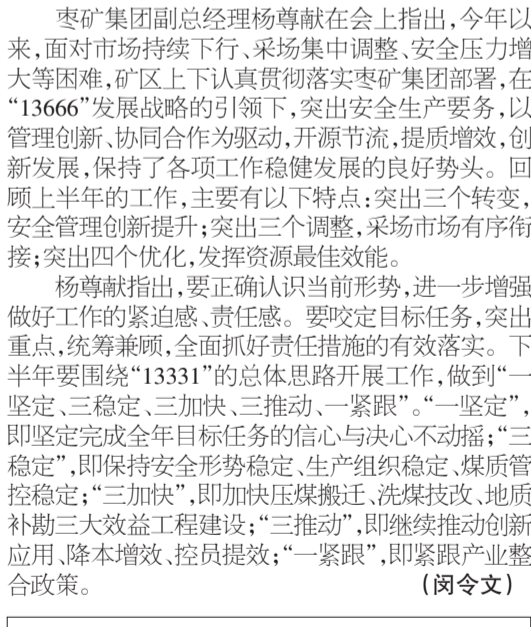 枣矿集团副总经理杨尊献在会上指出，今年以
来，面对市场持续下行、采场集中调整、安全压力增
大等困难，矿区上下认真贯彻落实枣矿集团部署，在
“13666”发展战略的引领下，突出安全生产要务，以
管理创新、协同合作为驱动，开源节流，提质增效，创
新发展，保持了各项工作稳健发展的良好势头。回
顾上半年的工作，主要有以下特点：突出三个转变，
安全管理创新提升；突出三个调整，采场市场有序衔
接；突出四个优化，发挥资源最佳效能。
杨尊献指出，要正确认识当前形势，进一步增强
做好工作的紧迫感、责任感。要咬定目标任务，突出
重点，统筹兼顾，全面抓好责任措施的有效落实。下
半年要围绕“13331”的总体思路开展工作，做到“一
坚定、三稳定、三加快、三推动、一紧跟”。“一坚定”，
即坚定完成全年目标任务的信心与决心不动摇；“三
稳定”，即保持安全形势稳定、生产组织稳定、煤质管
控稳定；“三加快”，即加快压煤搬迁、洗煤技改、地质
补勘三大效益工程建设；“三推动”，即继续推动创新
应用、降本增效、控员提效；“一紧跟”，即紧跟产业整
合政策。 （闵令文）